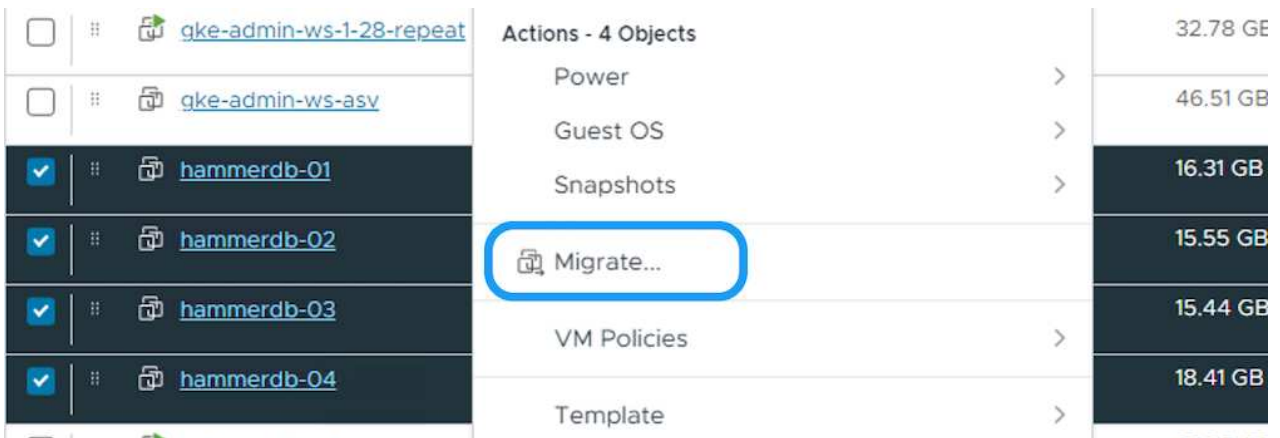 gke-admin-ws-1-28-repeat
Actions - 4 Objects
32.78 GB
Power
gke-admin-ws-asv
46.51 GB
Guest OS
hammerdb-01
Snapshots
16.31 GB
hammerdb-02
Migrate...
15.55 GB
hammerdb-03
VM Policies
15.44 GB
hammerdb-04
18.41 GB
Template